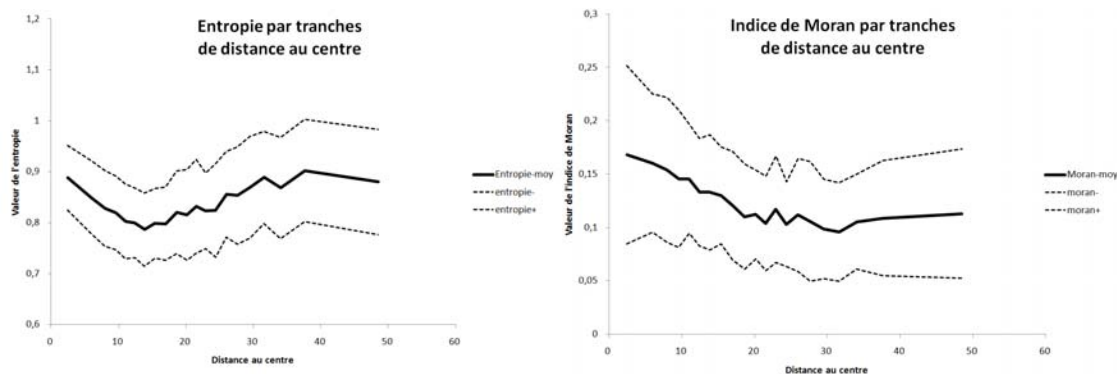 Entropie par tranches
de distance au centre
1,2
1,1
1
0,9
0,8
0,7
0,6
Valeur de l'entropie
0 10 20 30 40 50 60
Distance au centre
Entropie-moy
entropie-
entropie+
Indice de Moran par tranches
de distance au centre
0,3
0,25
0,2
0,15
0,1
0,05
0
Valeur de l'indice de Moran
0 10 20 30 40 50 60
Distance au centre
Moran-moy
moran-
moran+